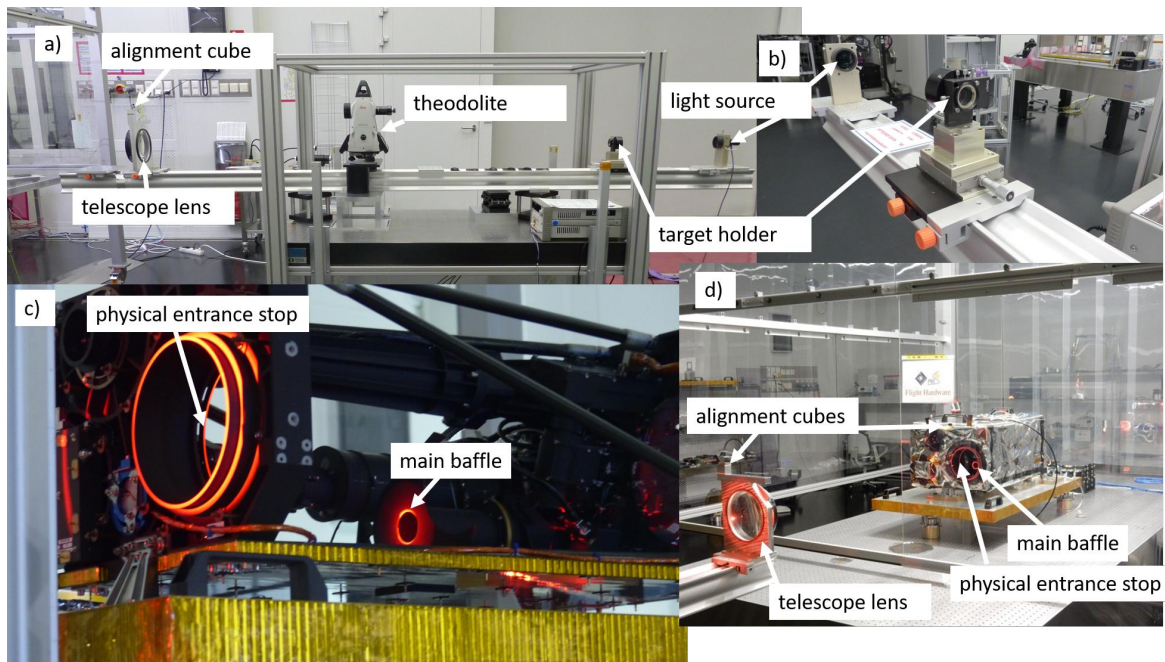 a)
alignment cube
theodolite
telescope lens
b)
light source
target holder
c)
physical entrance stop
main baffle
d)
Flight Hardware
alignment cubes
main baffle
physical entrance stop
telescope lens